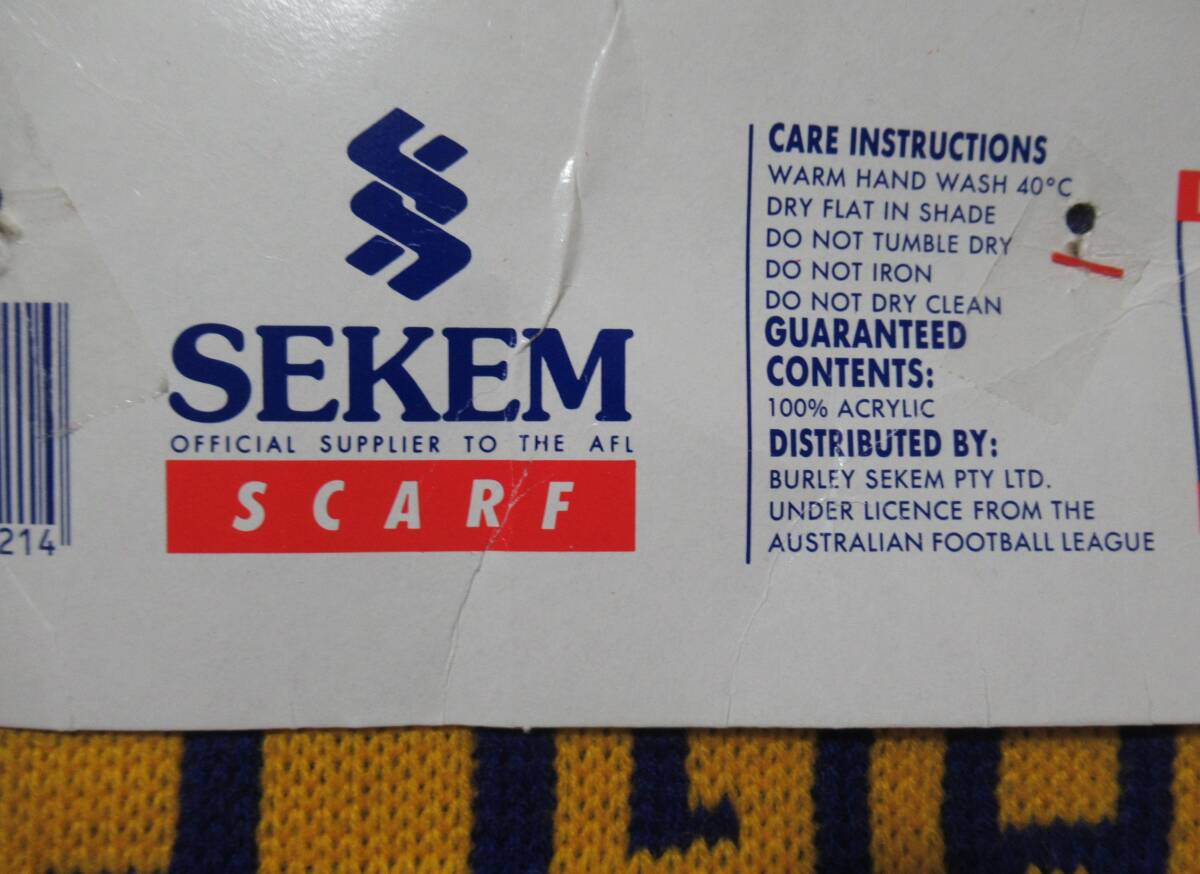 214
SEKEM
OFFICIAL SUPPLIER TO THE AFL
SCARF
CARE INSTRUCTIONS
WARM HAND WASH 40°C
DRY FLAT IN SHADE
DO NOT TUMBLE DRY
DO NOT IRON
DO NOT DRY CLEAN
GUARANTEED
CONTENTS:
100% ACRYLIC
DISTRIBUTED BY:
BURLEY SEKEM PTY LTD.
UNDER LICENCE FROM THE
AUSTRALIAN FOOTBALL LEAGUE